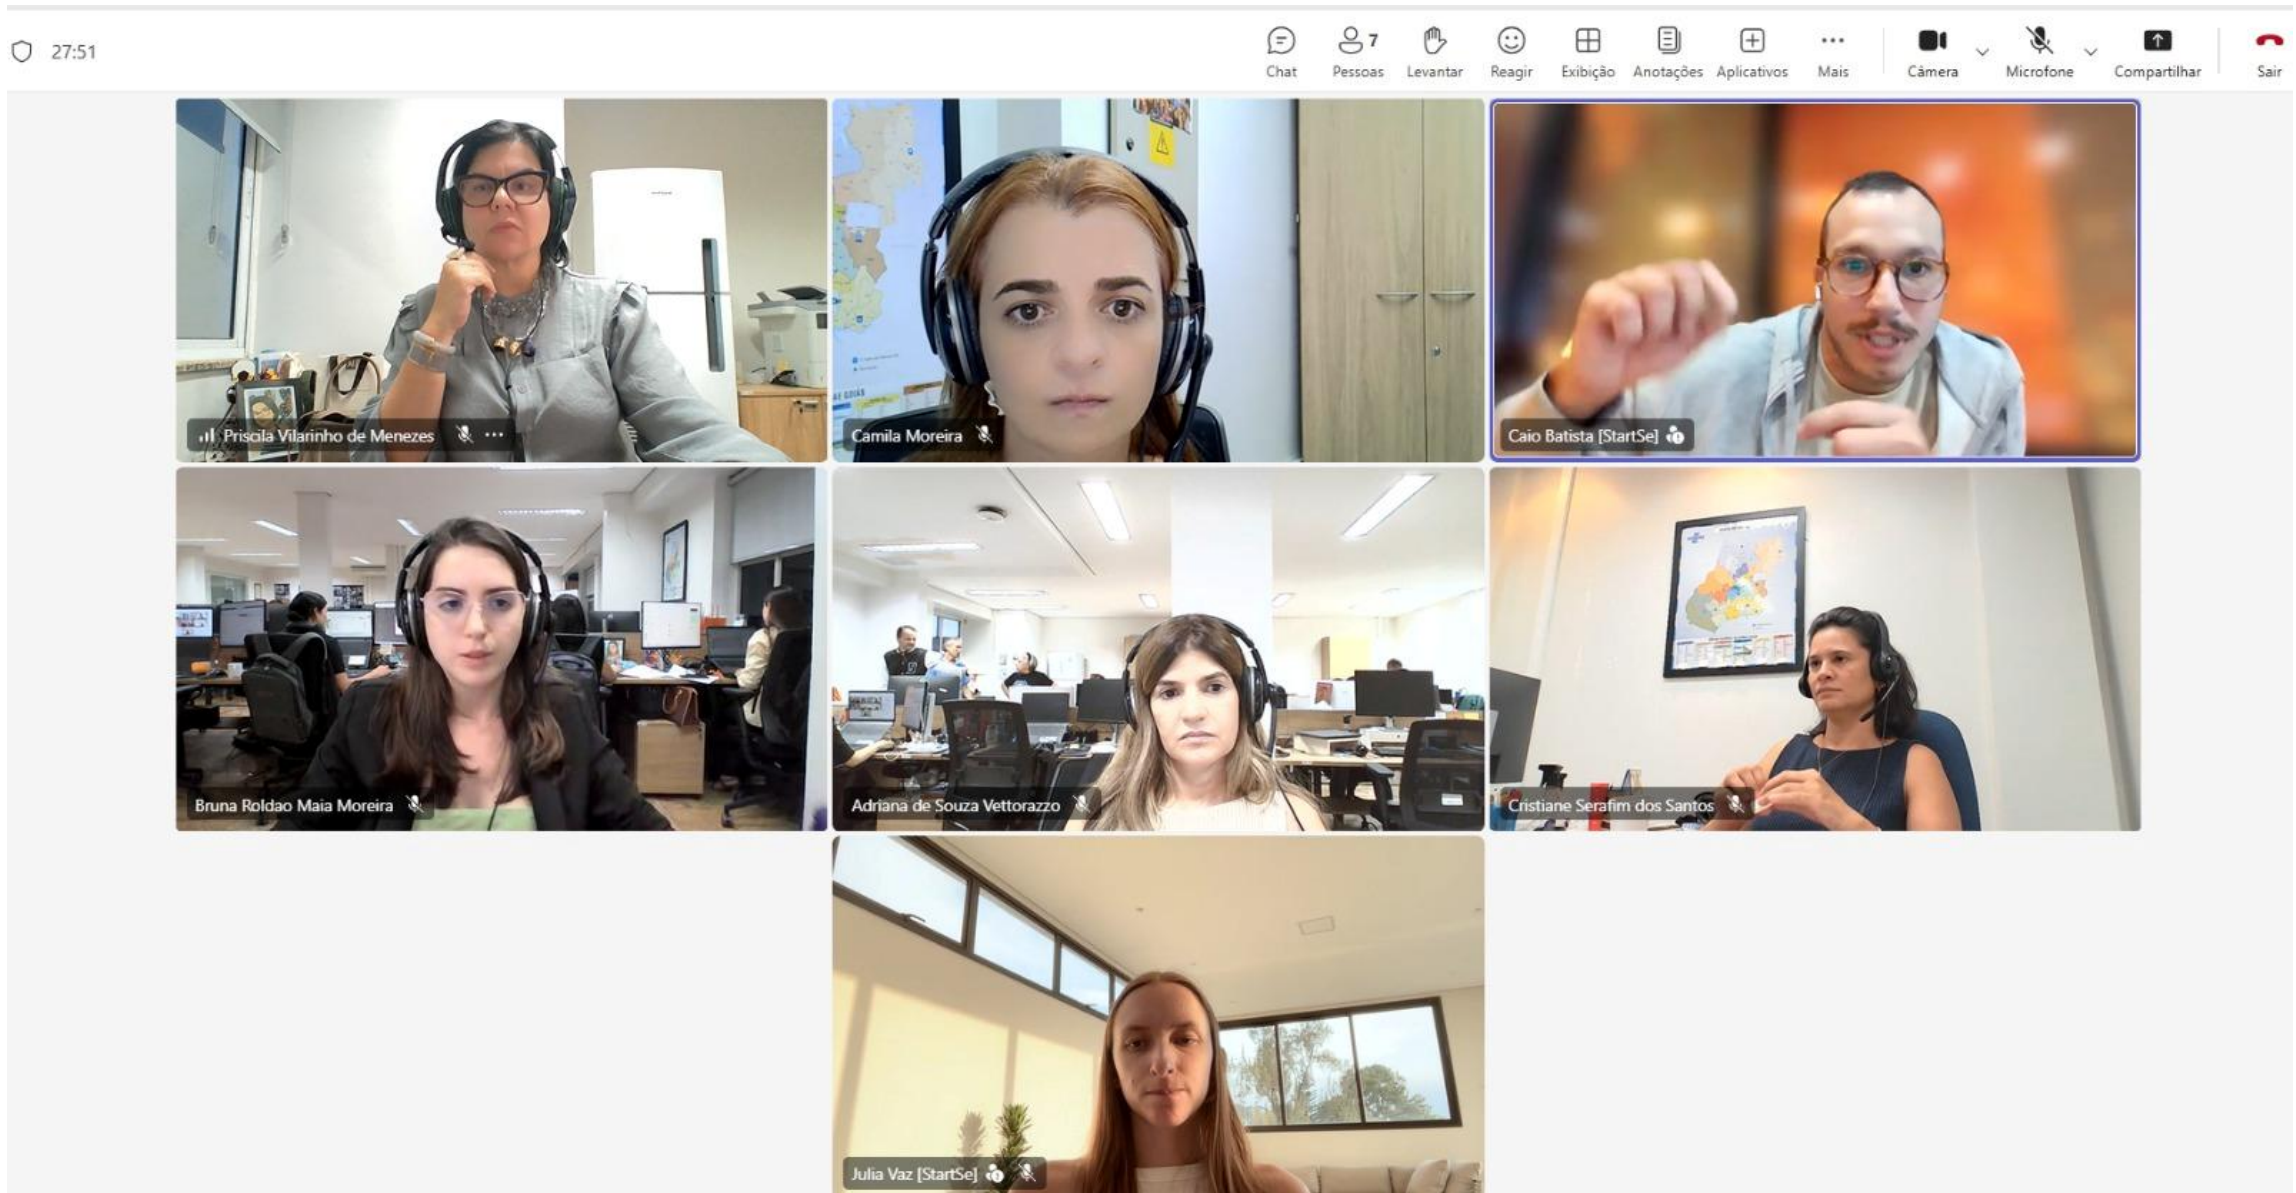 27:51
7
Chat
Pessoas
Levantar
Reagir
Exibição
Anotações
Aplicativos
Mais
Câmera
Microfone
Compartilhar
Sair
Priscila Vilarinho de Menezes
Camila Moreira
AE GOIÁS
Caio Batista [StartSe]
Bruna Roldao Maia Moreira
Adriana de Souza Vettorazzo
Cristiane Serafim dos Santos
Julia Vaz [StartSe]